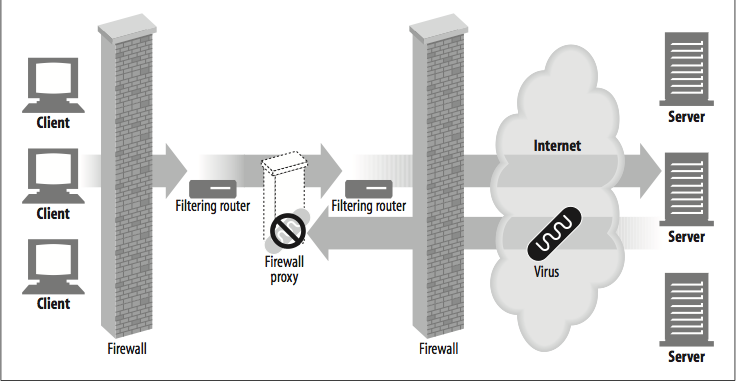 Client
Client
Client
Firewall
Filtering router
Firewall
proxy
Filtering router
Firewall
Internet
Virus
Server
Server
Server